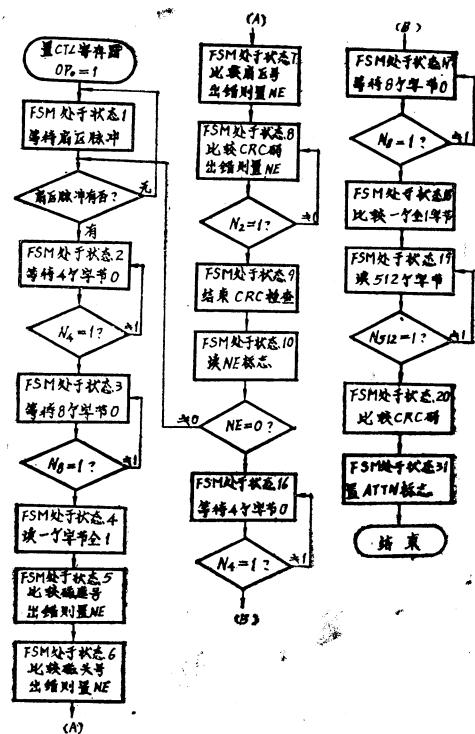 置CTL寄存器
OP₀=1
FSM处于状态1
等待扇区脉冲
扇区脉冲有否?
无
有
FSM处于状态2
等待4个字节0
N₄=1?
≠1
FSM处于状态3
等待8个字节0
N₈=1?
≠1
FSM处于状态4
读一个字节全1
FSM处于状态5
比较磁道号
出错则置NE
FSM处于状态6
比较磁头号
出错则置NE
(A)
(A)
FSM处于状态7
比较扇区号
出错则置NE
FSM处于状态8
比较CRC码
出错则置NE
N₂=1?
≠1
FSM处于状态9
结束CRC检查
FSM处于状态10
读NE标志
NE=0?
≠0
FSM处于状态16
等待4个字节0
N₄=1?
≠1
(B)
(B)
FSM处于状态17
等待8个字节0
N₈=1?
≠1
FSM处于状态18
比较一个全1字节
FSM处于状态19
读512个字节
N₅₁₂=1?
≠1
FSM处于状态20
比较CRC码
FSM处于状态31
置ATTN标志
结束